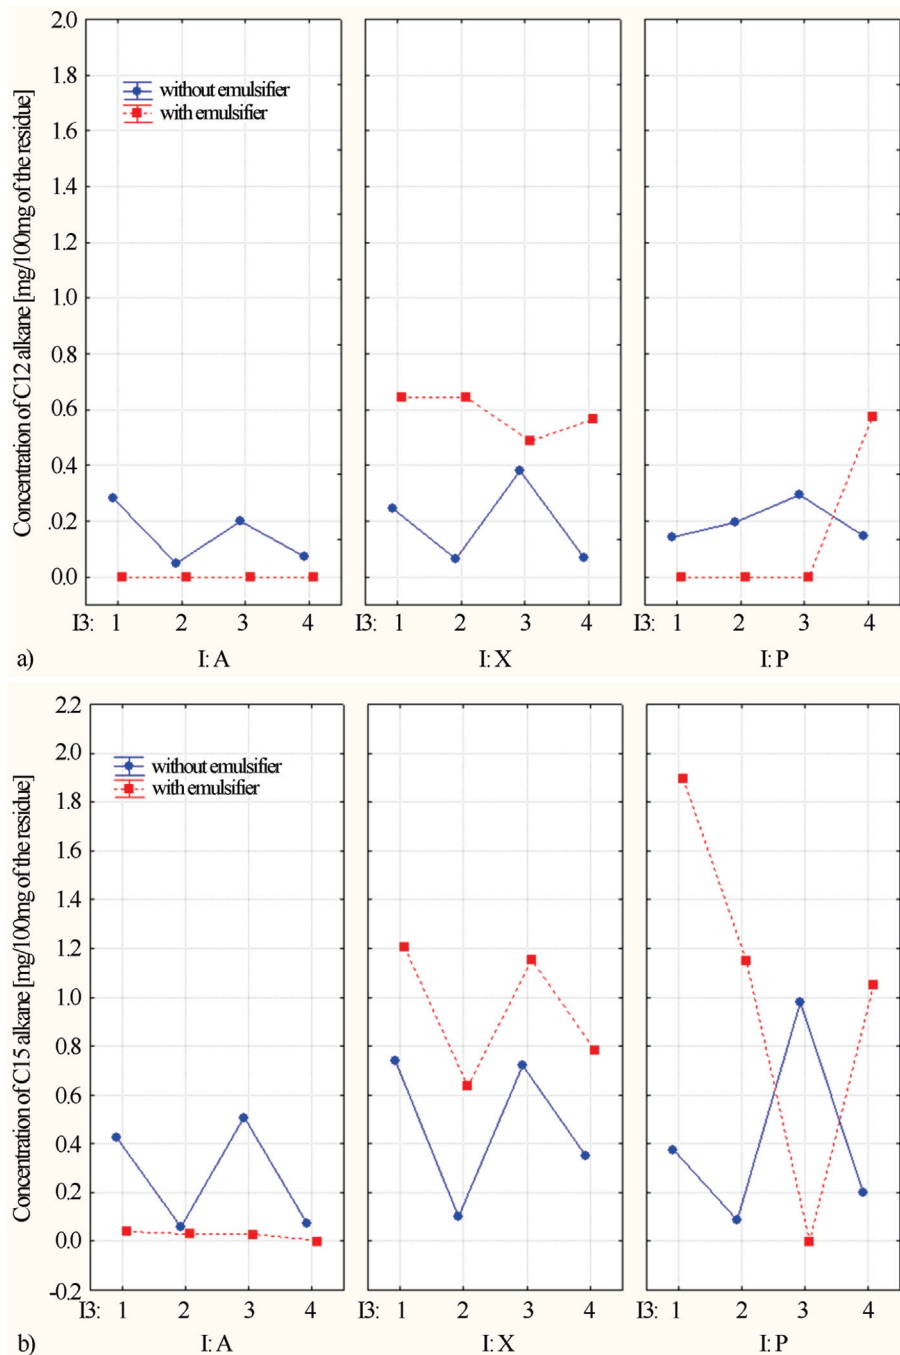 2.0
1.8
without emulsifier
with emulsifier
1.6
1.4
1.2
1.0
0.8
0.6
0.4
0.2
0.0
Concentration of C12 alkane [mg/100mg of the residue]
I3: 1 2 3 4 1 2 3 4 I3: 1 2 3 4
a) I: A I: X I: P
2.2
2.0
without emulsifier
1.8
with emulsifier
1.6
1.4
1.2
1.0
0.8
0.6
0.4
0.2
0.0
-0.2
Concentration of C15 alkane [mg/100mg of the residue]
I3: 1 2 3 4 I3: 1 2 3 4 I3: 1 2 3 4
b) I: A I: X I: P